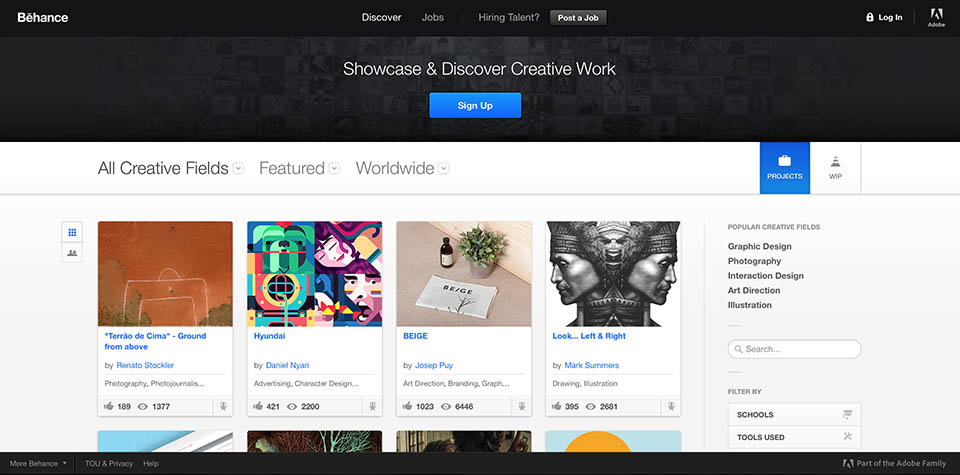 Bēhance
Discover
Jobs
Hiring Talent?
Post a Job
Log In
Adobe
Showcase & Discover Creative Work
Sign Up
All Creative Fields
Featured
Worldwide
PROJECTS
WIP
"Terrão de Cima" - Ground
from above
by Renato Stockler
Photography, Photojournalis...
189 1377
Hyundai
by Daniel Nyari
Advertising, Character Design...
421 2200
BE/GE
BEIGE
by Josep Puy
Art Direction, Branding, Graph...
1023 6446
Look... Left & Right
by Mark Summers
Drawing, Illustration
395 2681
POPULAR CREATIVE FIELDS
Graphic Design
Photography
Interaction Design
Art Direction
Illustration
Search...
FILTER BY
SCHOOLS
TOOLS USED
More Behance
TOU & Privacy
Help
Part of the Adobe Family